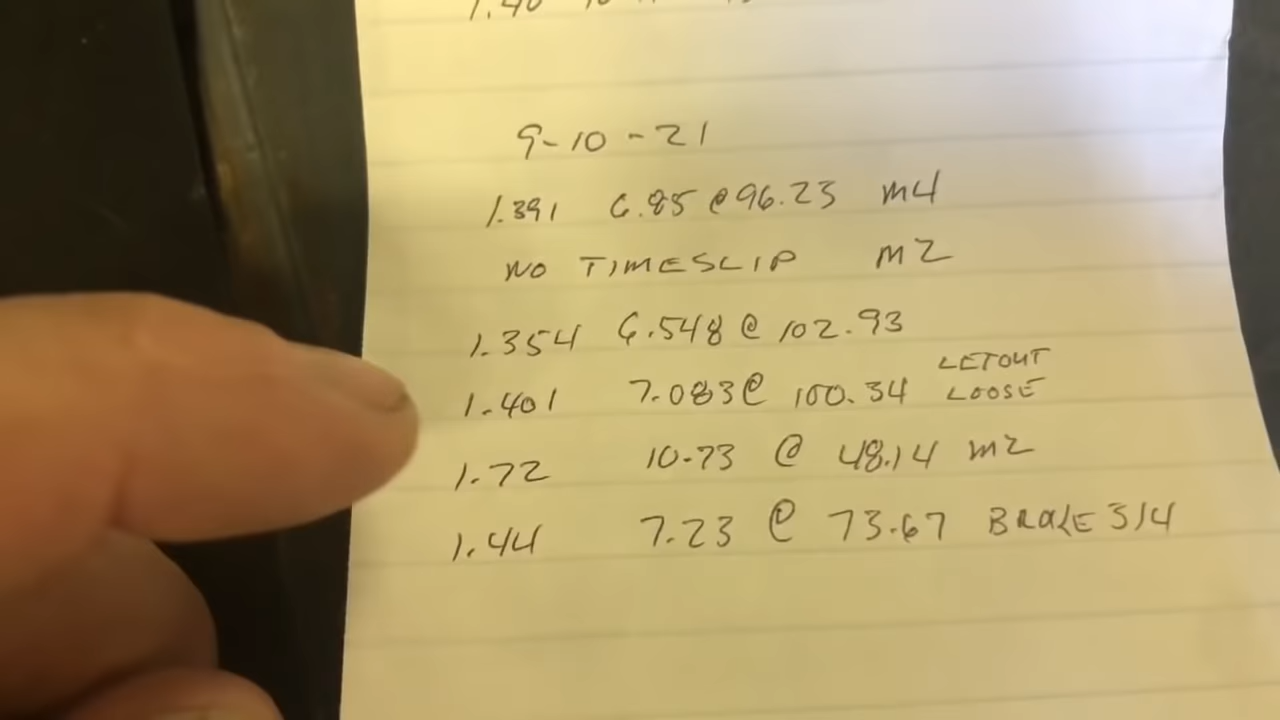 9-10-21
1.391 6.85 @ 96.23 M4
NO TIMESLIP M2
1.354 6.548 @ 102.93
1.401 7.083 @ 100.34 LETOUT LOOSE
1.72 10.73 @ 48.14 M2
1.44 7.23 @ 73.67 BROKE 3/4